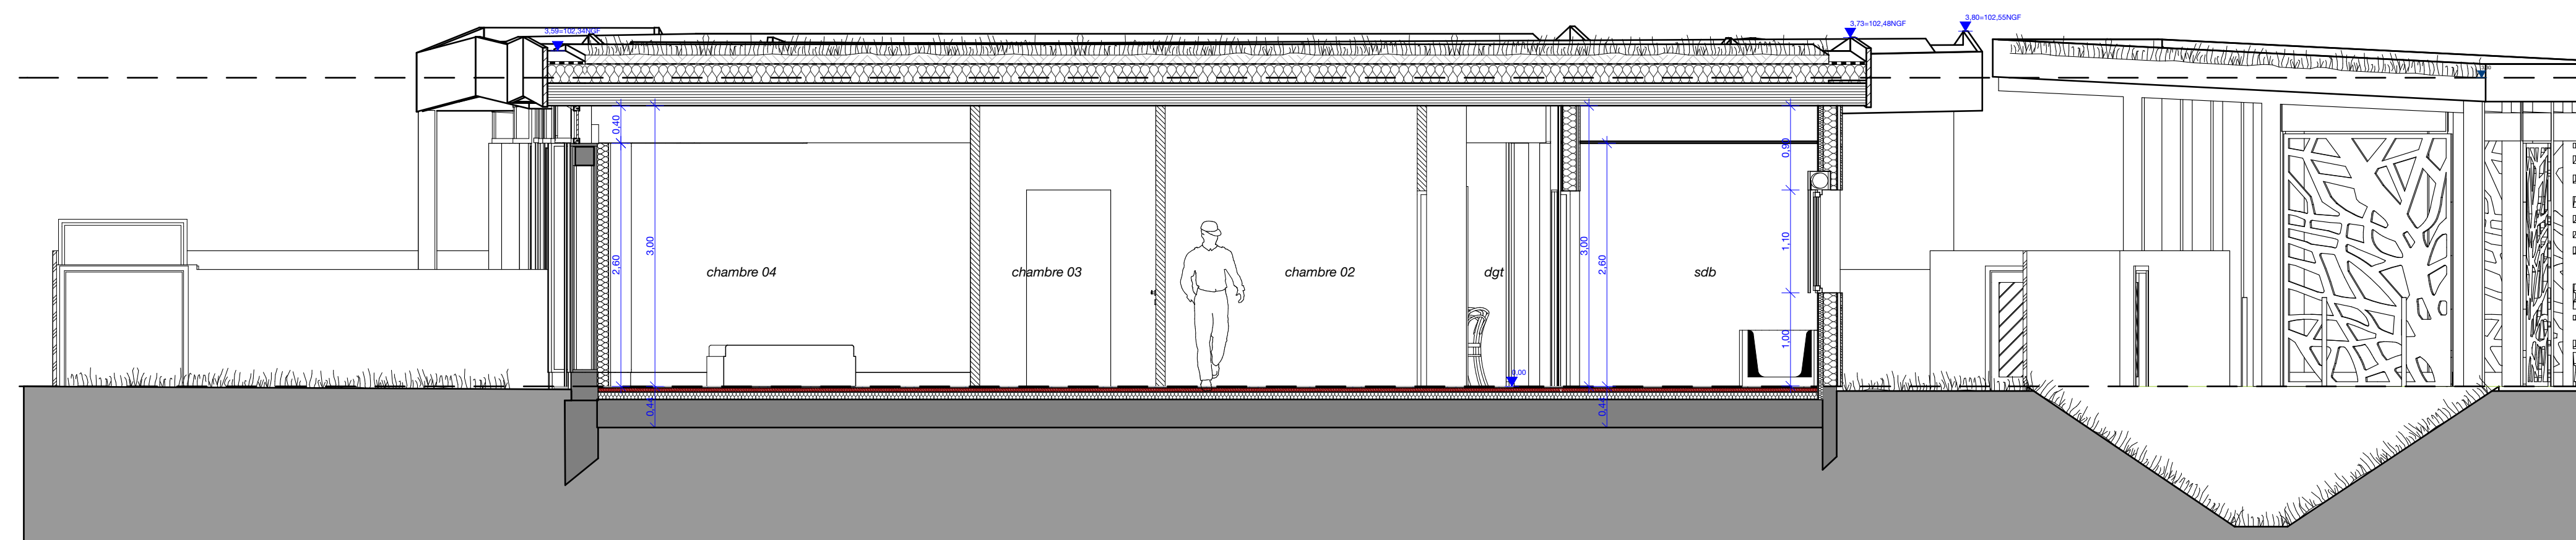 3,59=102,34NGF
3,73=102,48NGF
3,80=102,55NGF
0,40
2,60
3,00
0,44
chambre 04
chambre 03
chambre 02
dgt
0,00
3,00
2,60
0,44
sdb
0,90
1,10
1,00